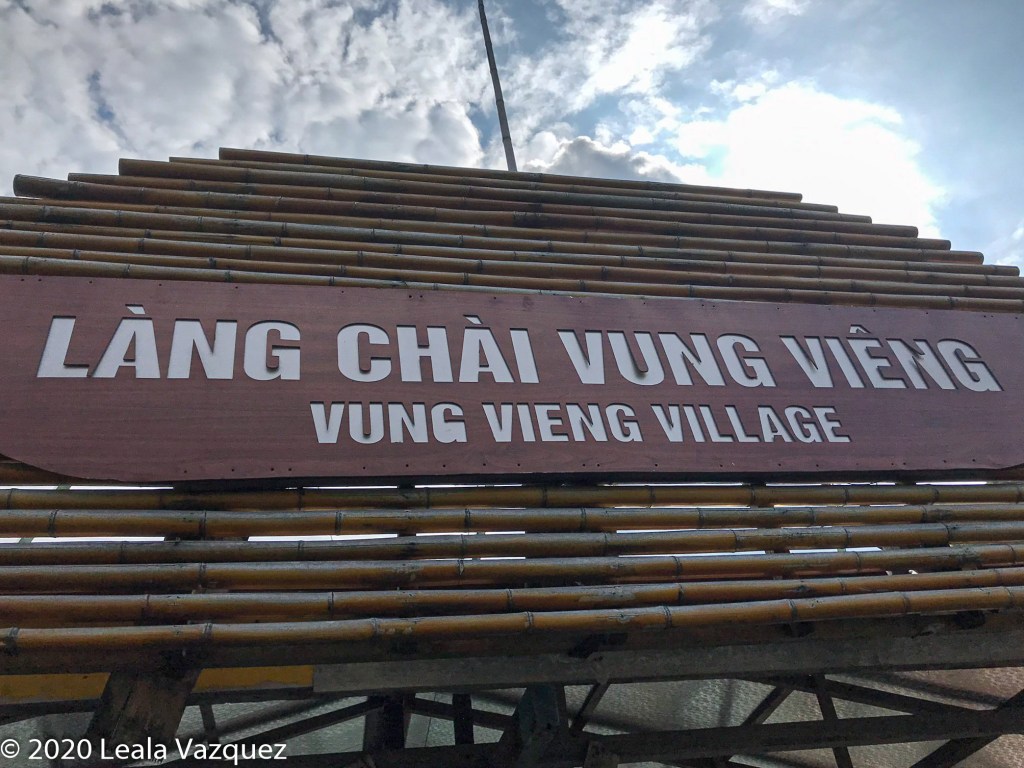 LÀNG CHÀI VUNG VIÊNG
VUNG VIENG VILLAGE
© 2020 Leala Vazquez